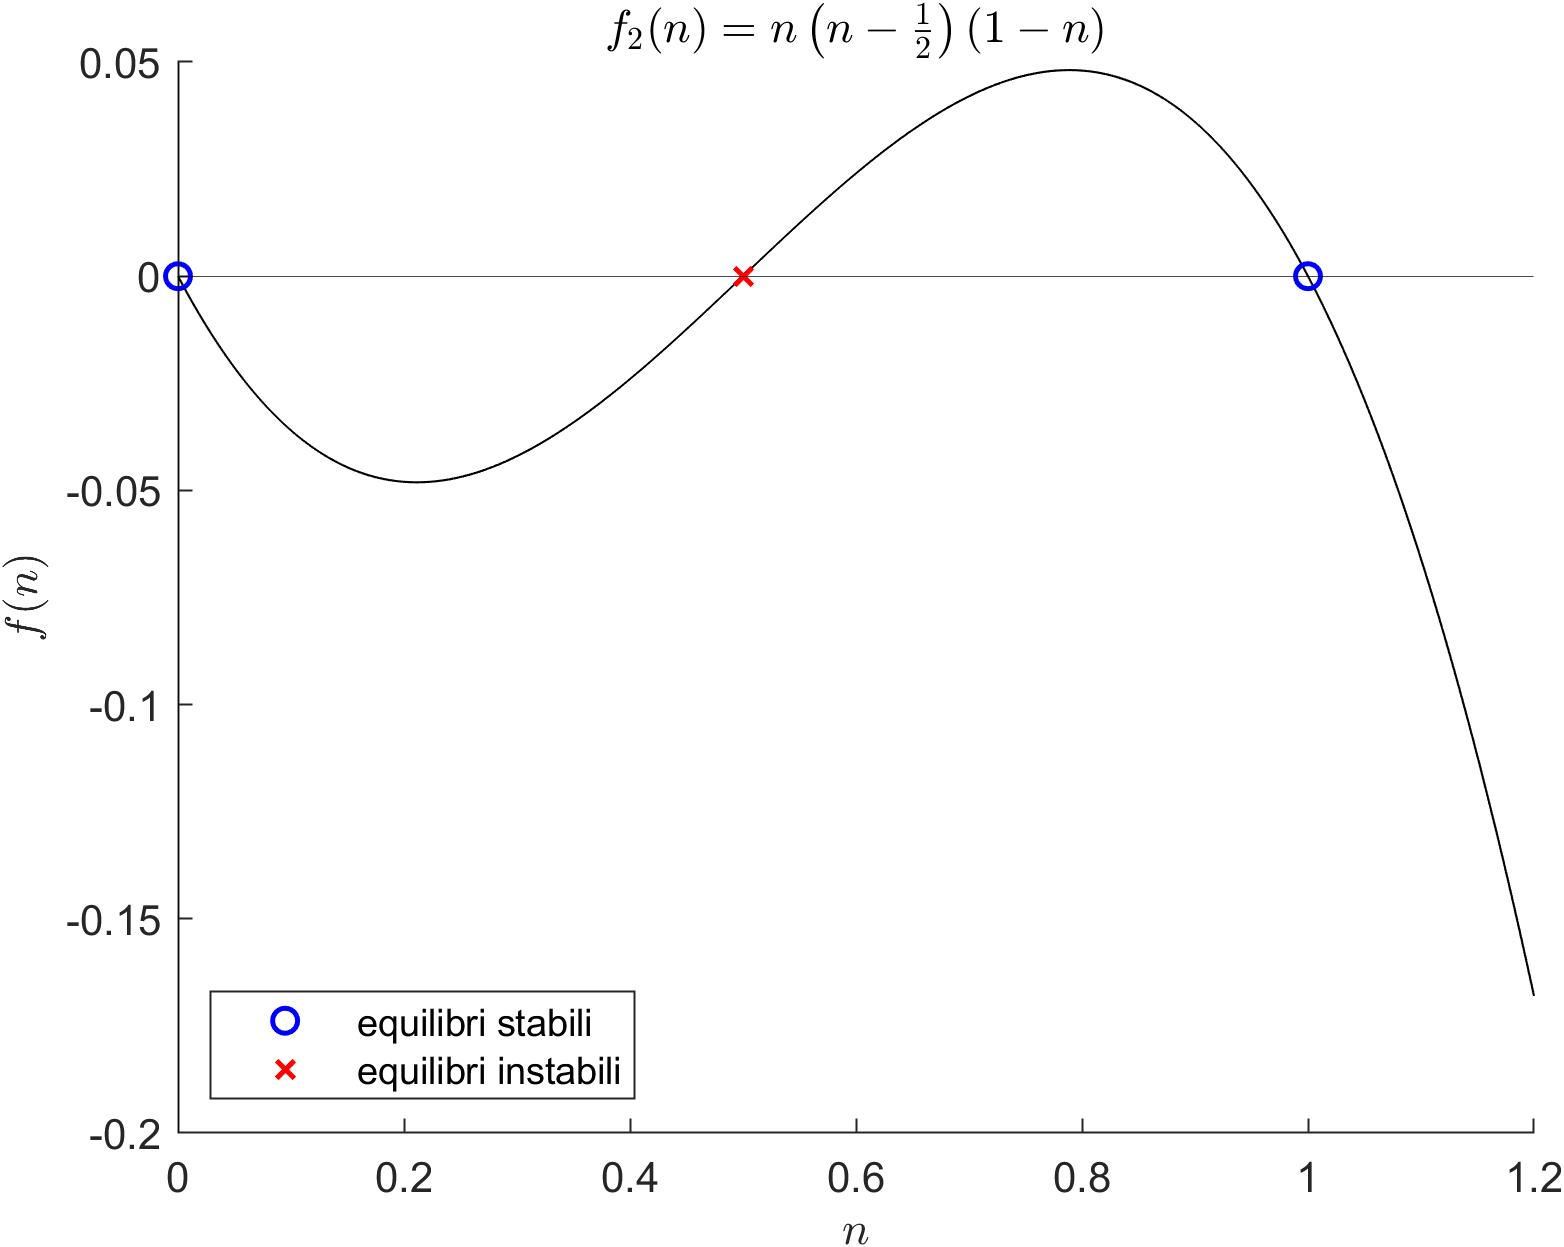 f₂(n) = n (n − 1/2) (1 − n)
0.05
0
-0.05
-0.1
-0.15
-0.2
f(n)
equilibri stabili
equilibri instabili
0 0.2 0.4 0.6 0.8 1 1.2
n